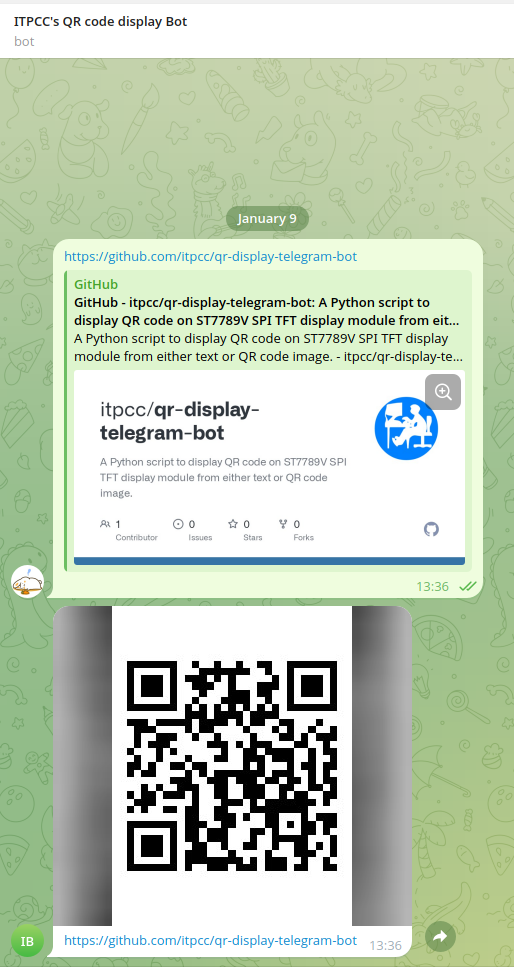 ITPCC's QR code display Bot
bot
January 9
https://github.com/itpcc/qr-display-telegram-bot
GitHub
GitHub - itpcc/qr-display-telegram-bot: A Python script to
display QR code on ST7789V SPI TFT display module from eit...
A Python script to display QR code on ST7789V SPI TFT display
module from either text or QR code image. - itpcc/qr-display-te...
itpcc/qr-display-
telegram-bot
A Python script to display QR code on ST7789V SPI
TFT display module from either text or QR code
image.
1 0 0 0
Contributor Issues Stars Forks
13:36
IB
https://github.com/itpcc/qr-display-telegram-bot 13:36